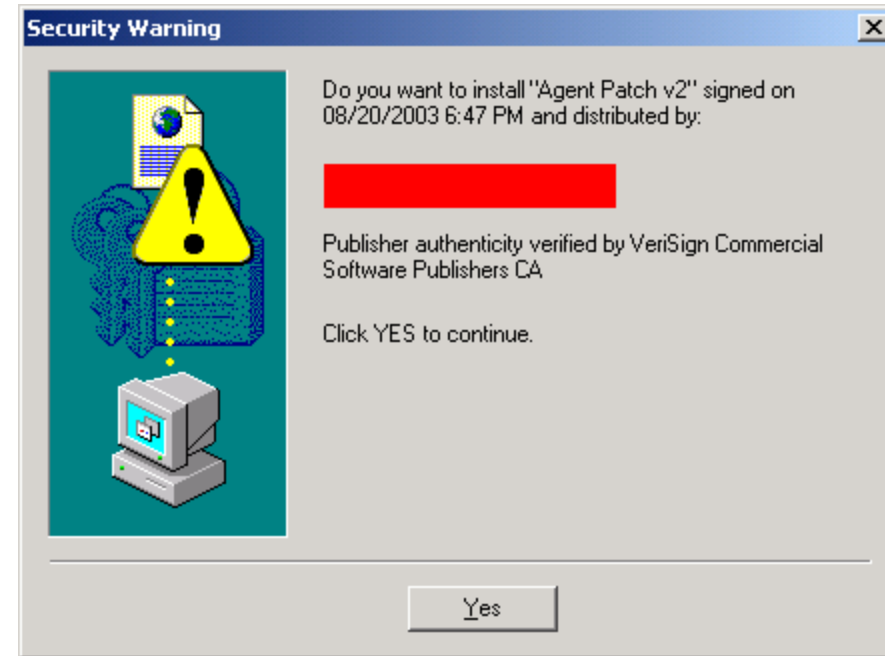 Security Warning
Do you want to install "Agent Patch v2" signed on
08/20/2003 6:47 PM and distributed by:
Publisher authenticity verified by VeriSign Commercial
Software Publishers CA
Click YES to continue.
Yes